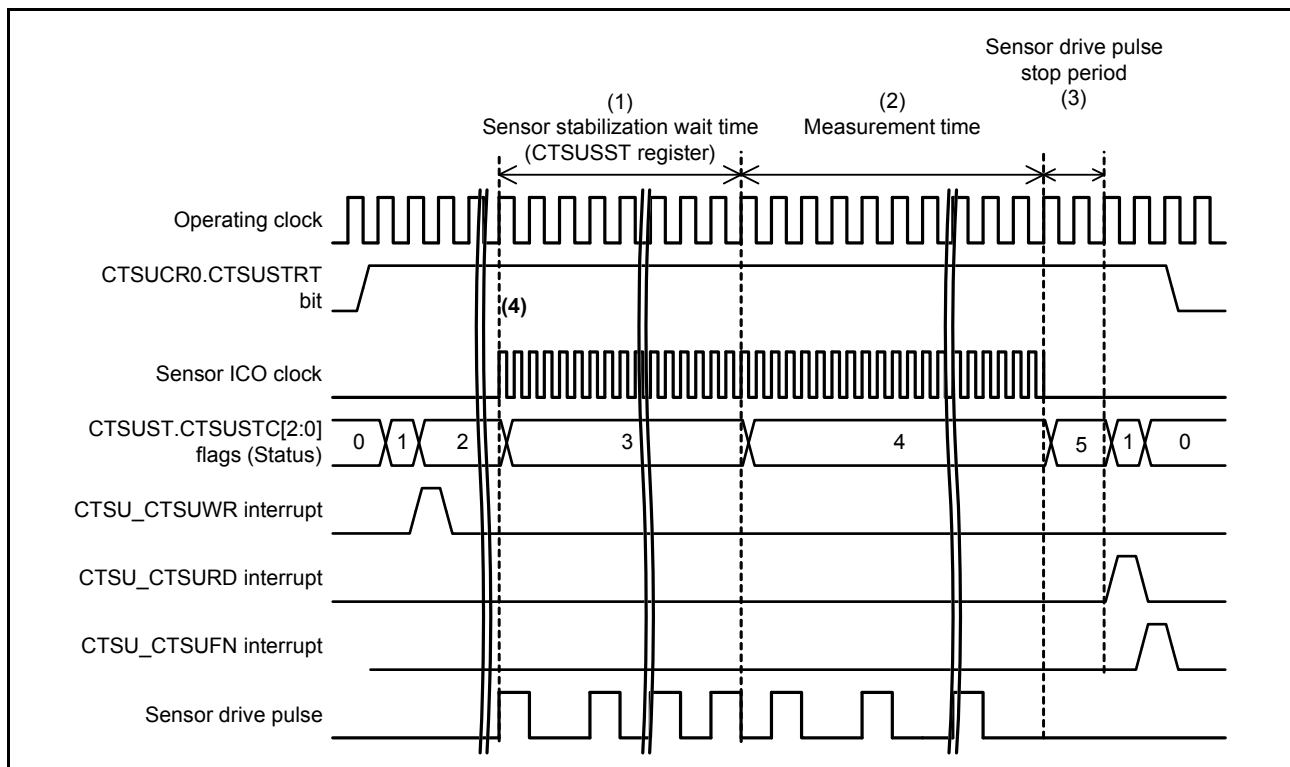 Sensor drive pulse
stop period
(3)
(1)
Sensor stabilization wait time
(CTSUSST register)
(2)
Measurement time
Operating clock
CTSUCR0.CTSUSTRT
bit
(4)
Sensor ICO clock
CTSUST.CTSUSTC[2:0]
flags (Status)
0 1 2 3 4 5 1 0
CTSU_CTSUWR interrupt
CTSU_CTSURD interrupt
CTSU_CTSUFN interrupt
Sensor drive pulse